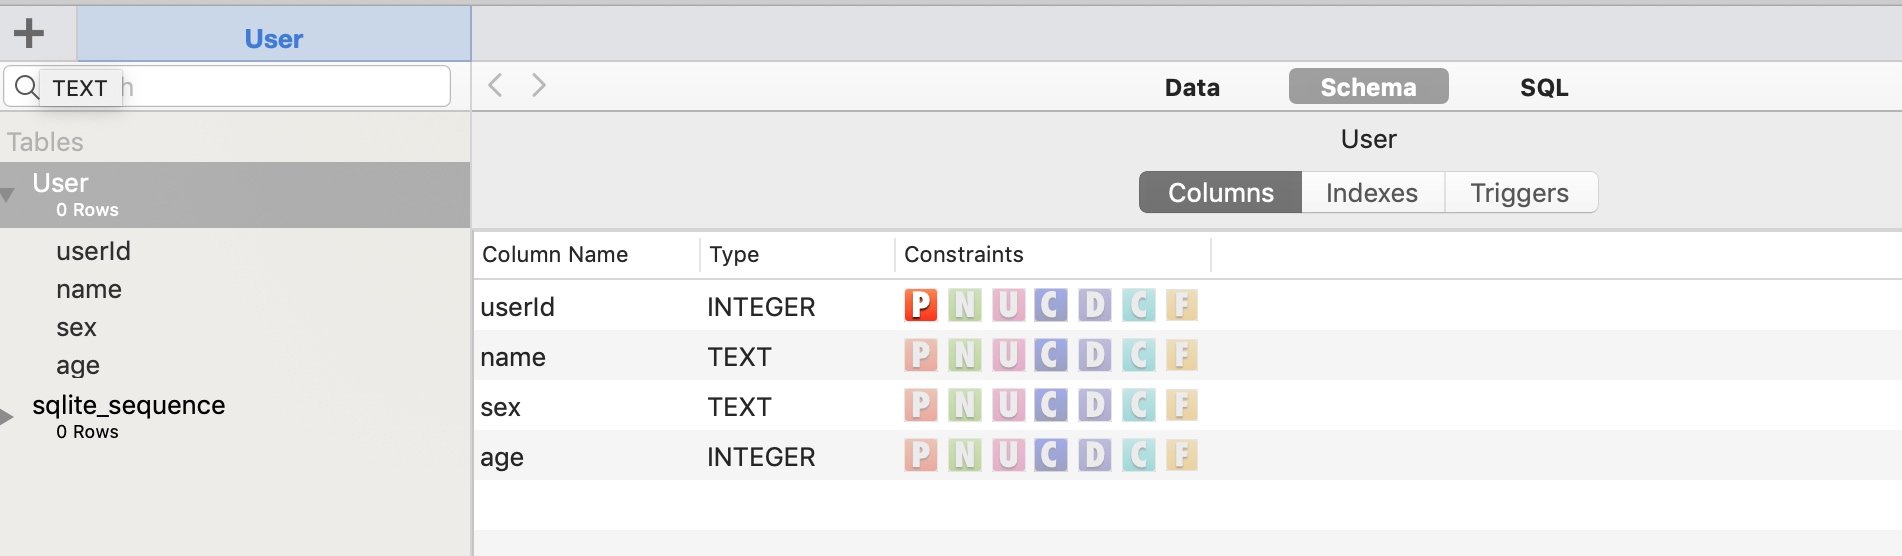 User
TEXT h
Data Schema SQL
Tables
User
0 Rows
userId
name
sex
age
sqlite_sequence
0 Rows
User
Columns Indexes Triggers
Column Name Type Constraints
userId INTEGER P N U C D C F
name TEXT P N U C D C F
sex TEXT P N U C D C F
age INTEGER P N U C D C F